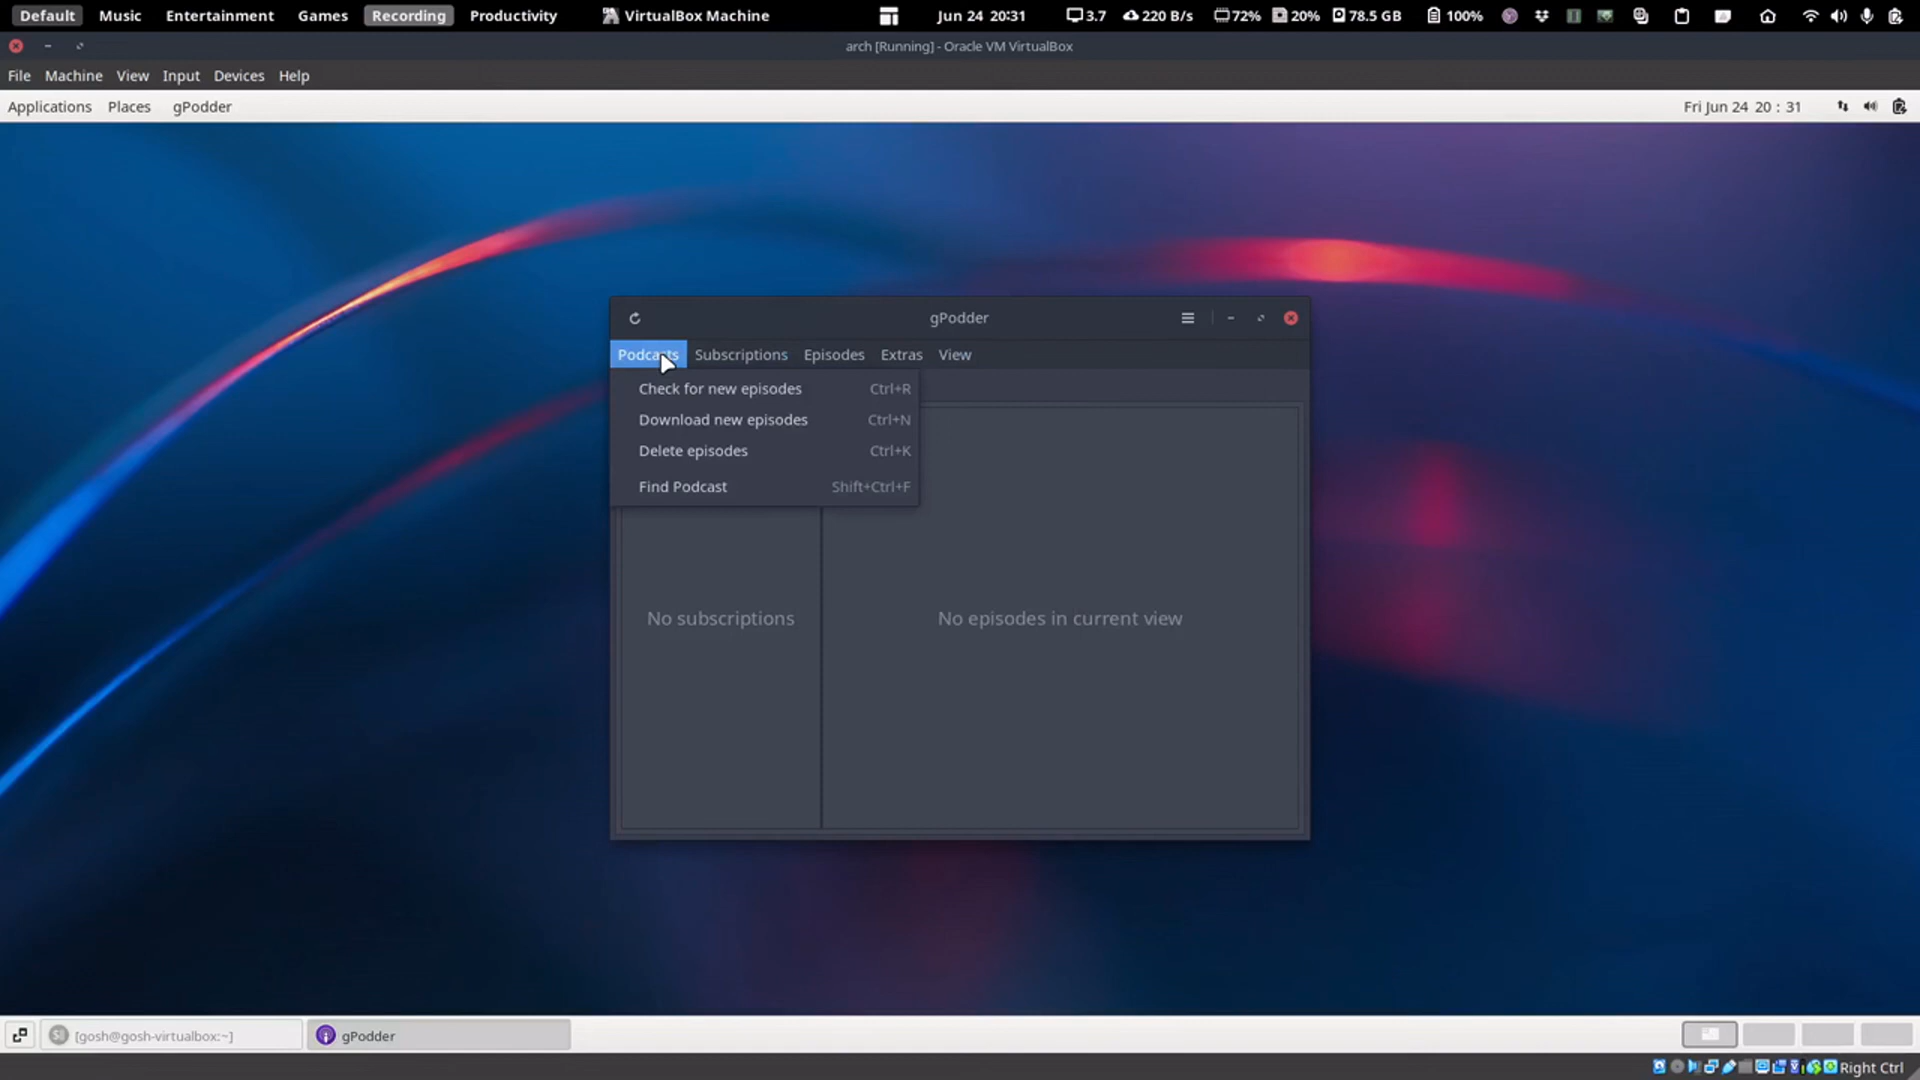 Default Music Entertainment Games Recording Productivity VirtualBox Machine Jun 24 20:31 3.7 220 B/s 72% 20% 78.5 GB 100%
arch [Running] - Oracle VM VirtualBox
File Machine View Input Devices Help
Applications Places gPodder Fri Jun 24 20 : 31
gPodder
Podcasts Subscriptions Episodes Extras View
Check for new episodes Ctrl+R
Download new episodes Ctrl+N
Delete episodes Ctrl+K
Find Podcast Shift+Ctrl+F
No subscriptions No episodes in current view
[gosh@gosh-virtualbox:~] gPodder
Right Ctrl